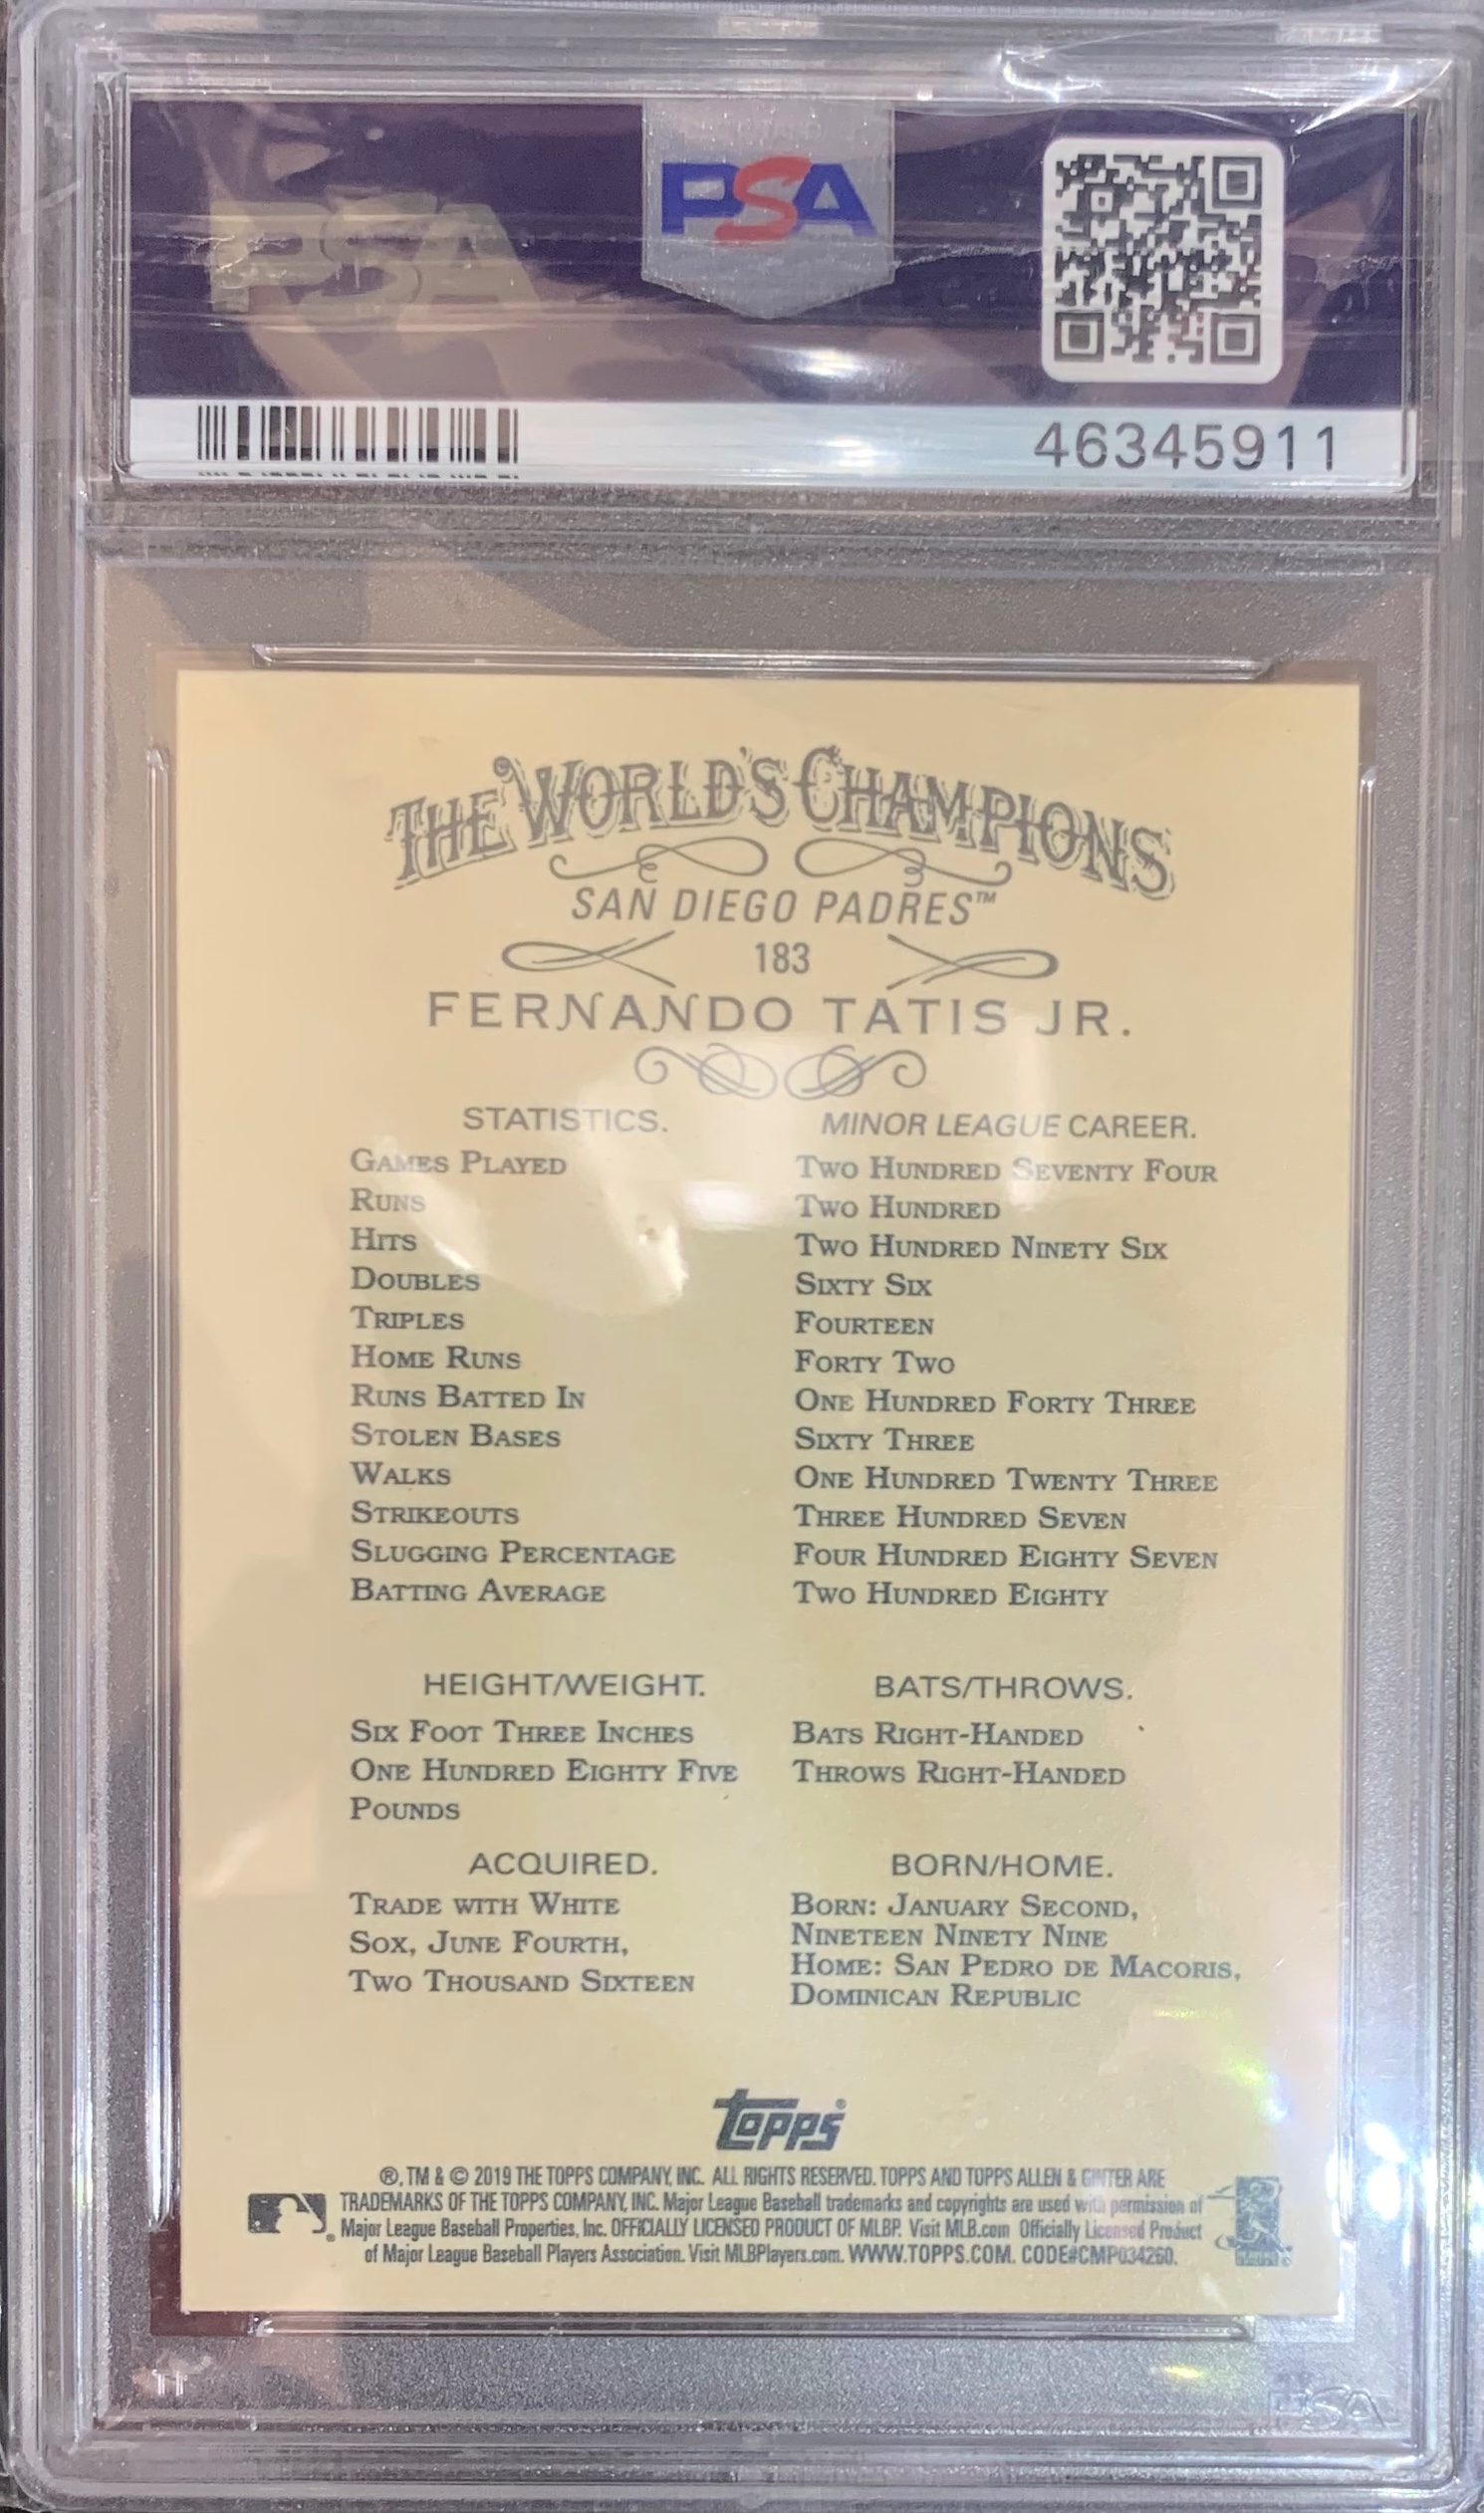 PSA
PSA
46345911
THE WORLD'S CHAMPIONS
SAN DIEGO PADRES™
183
FERNANDO TATIS JR.
STATISTICS. MINOR LEAGUE CAREER.
GAMES PLAYED TWO HUNDRED SEVENTY FOUR
RUNS TWO HUNDRED
HITS TWO HUNDRED NINETY SIX
DOUBLES SIXTY SIX
TRIPLES FOURTEEN
HOME RUNS FORTY TWO
RUNS BATTED IN ONE HUNDRED FORTY THREE
STOLEN BASES SIXTY THREE
WALKS ONE HUNDRED TWENTY THREE
STRIKEOUTS THREE HUNDRED SEVEN
SLUGGING PERCENTAGE FOUR HUNDRED EIGHTY SEVEN
BATTING AVERAGE TWO HUNDRED EIGHTY
HEIGHT/WEIGHT.
SIX FOOT THREE INCHES
ONE HUNDRED EIGHTY FIVE
POUNDS
BATS/THROWS.
BATS RIGHT-HANDED
THROWS RIGHT-HANDED
ACQUIRED.
TRADE WITH WHITE
SOX, JUNE FOURTH,
TWO THOUSAND SIXTEEN
BORN/HOME.
BORN: JANUARY SECOND,
NINETEEN NINETY NINE
HOME: SAN PEDRO DE MACORIS,
DOMINICAN REPUBLIC
topps®
®, TM & © 2019 THE TOPPS COMPANY, INC. ALL RIGHTS RESERVED. TOPPS AND TOPPS ALLEN & GINTER ARE
TRADEMARKS OF THE TOPPS COMPANY, INC. Major League Baseball trademarks and copyrights are used with permission of
Major League Baseball Properties, Inc. OFFICIALLY LICENSED PRODUCT OF MLBP. Visit MLB.com Officially Licensed Product
of Major League Baseball Players Association. Visit MLBPlayers.com. WWW.TOPPS.COM. CODE#CMP034260.
PSA